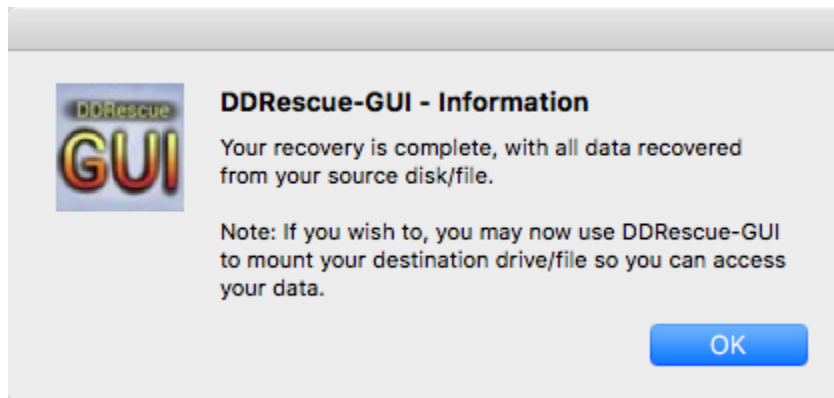 DDRescue
GUI
DDRescue-GUI - Information
Your recovery is complete, with all data recovered
from your source disk/file.
Note: If you wish to, you may now use DDRescue-GUI
to mount your destination drive/file so you can access
your data.
OK